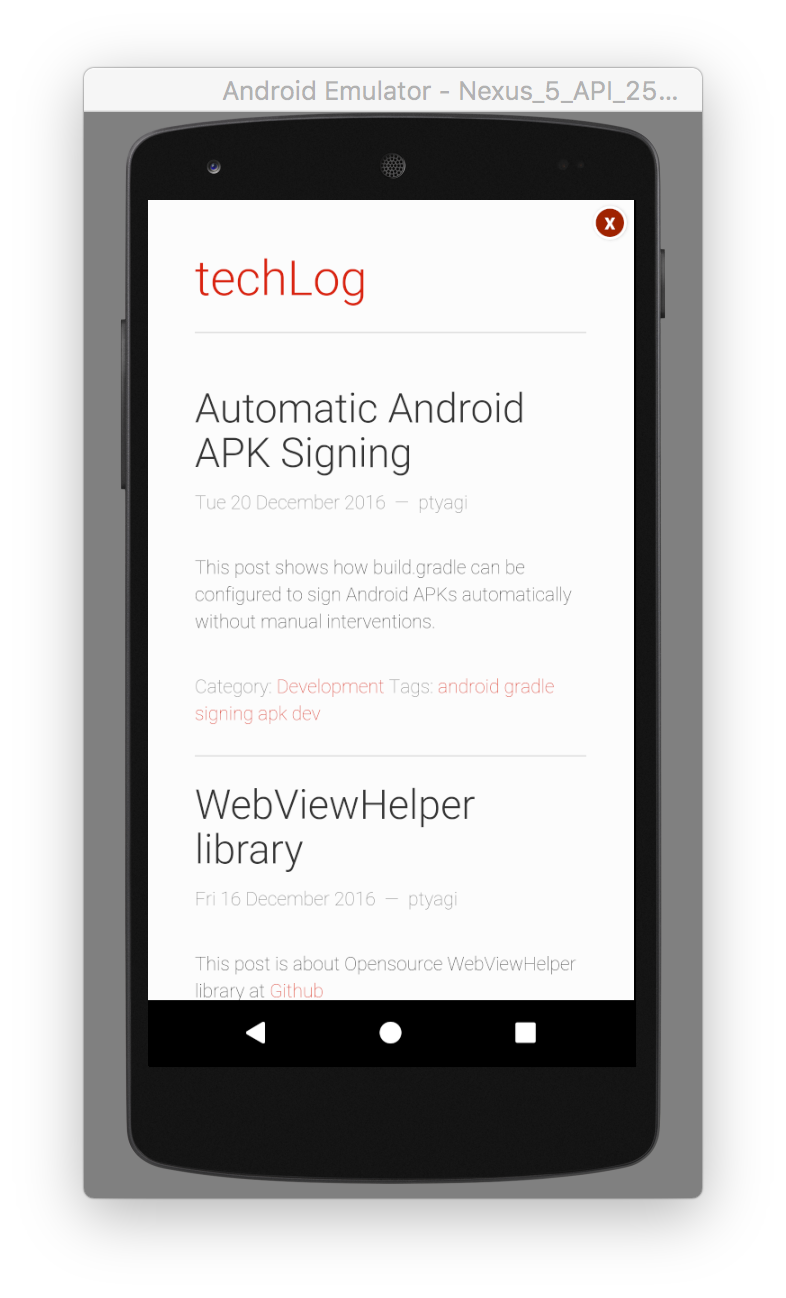 Android Emulator - Nexus_5_API_25...
x
techLog
Automatic Android
APK Signing
Tue 20 December 2016 — ptyagi
This post shows how build.gradle can be
configured to sign Android APKs automatically
without manual interventions.
Category: Development Tags: android gradle
signing apk dev
WebViewHelper
library
Fri 16 December 2016 — ptyagi
This post is about Opensource WebViewHelper
library at Github